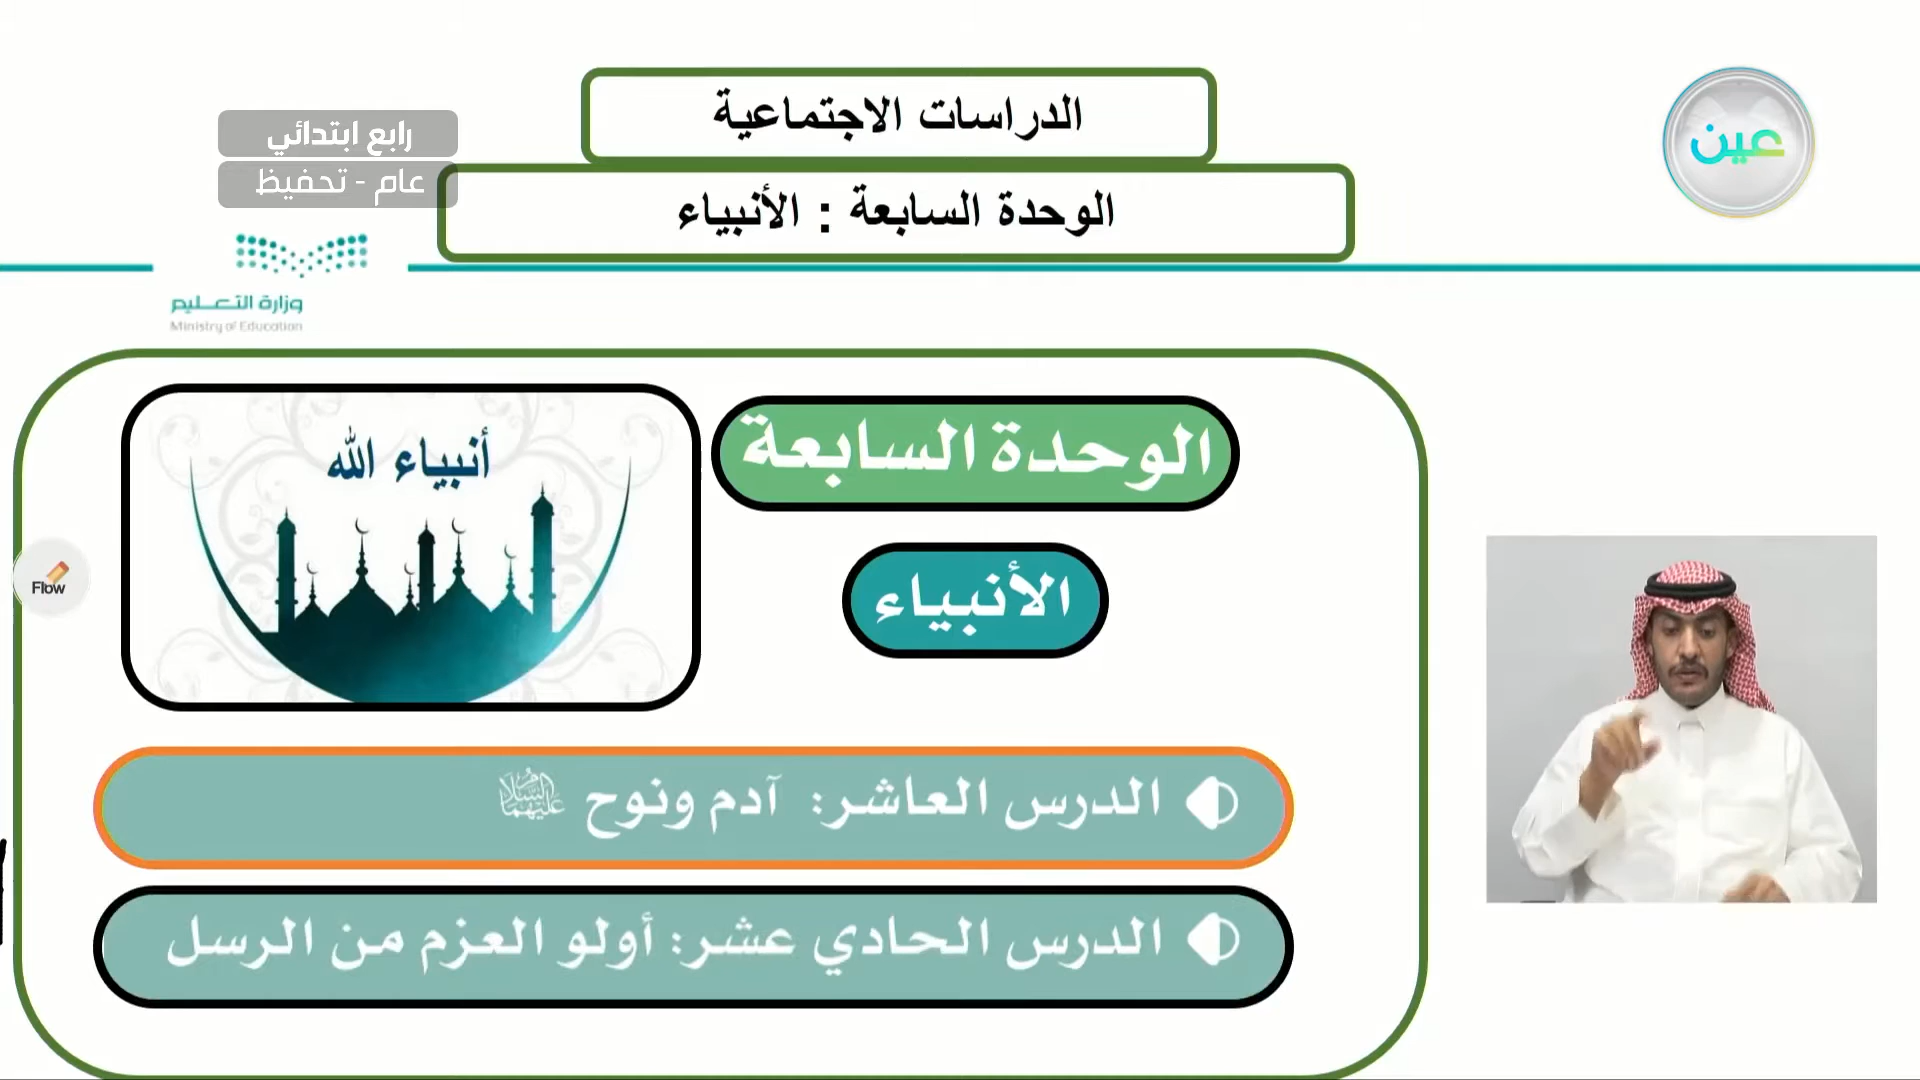 الدراسات الاجتماعية
عين
رابع ابتدائي
عام - تحفيظ
الوحدة السابعة : الأنبياء
وزارة التعليم
Ministry of Education
الوحدة السابعة
أنبياء الله
الأنبياء
Flow
الدرس العاشر: آدم ونوح عليهما السلام
الدرس الحادي عشر: أولو العزم من الرسل